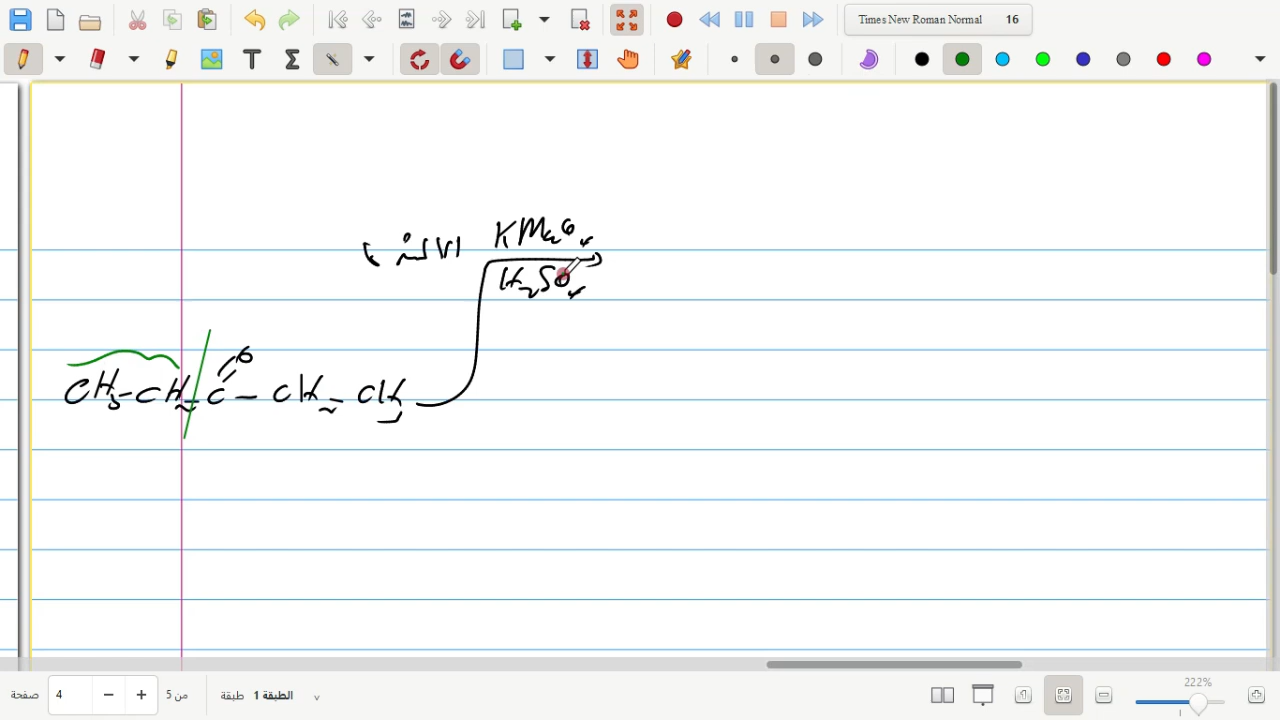 Times New Roman Normal 16
KMnO₄
H₂SO₄
CH₃-CH₂-C=O-CH₂-CH₃
222%
صفحة 4 من 5 طبقة الطبقة 1